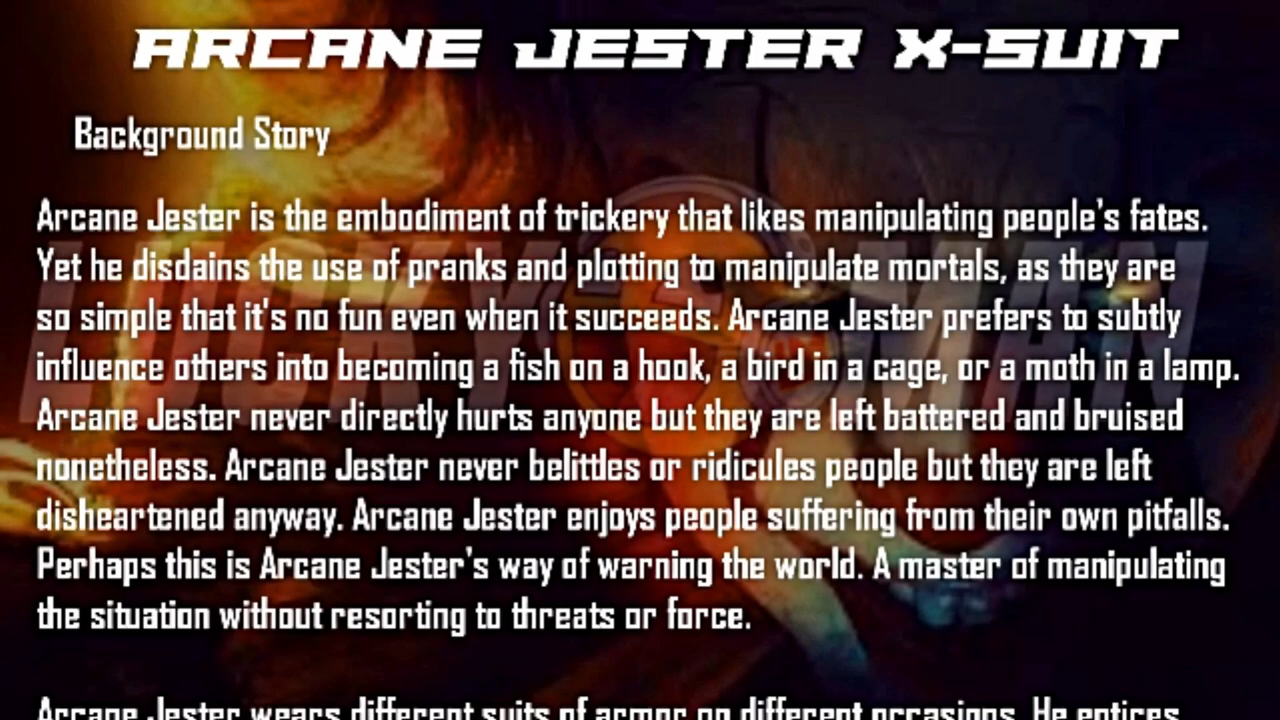 ARCANE JESTER X-SUIT
Background Story
Arcane Jester is the embodiment of trickery that likes manipulating people's fates.
Yet he disdains the use of pranks and plotting to manipulate mortals, as they are
so simple that it's no fun even when it succeeds. Arcane Jester prefers to subtly
influence others into becoming a fish on a hook, a bird in a cage, or a moth in a lamp.
Arcane Jester never directly hurts anyone but they are left battered and bruised
nonetheless. Arcane Jester never belittles or ridicules people but they are left
disheartened anyway. Arcane Jester enjoys people suffering from their own pitfalls.
Perhaps this is Arcane Jester's way of warning the world. A master of manipulating
the situation without resorting to threats or force.
Arcane Jester wears different suits of armor on different occasions. He entices
LUCKY MAN